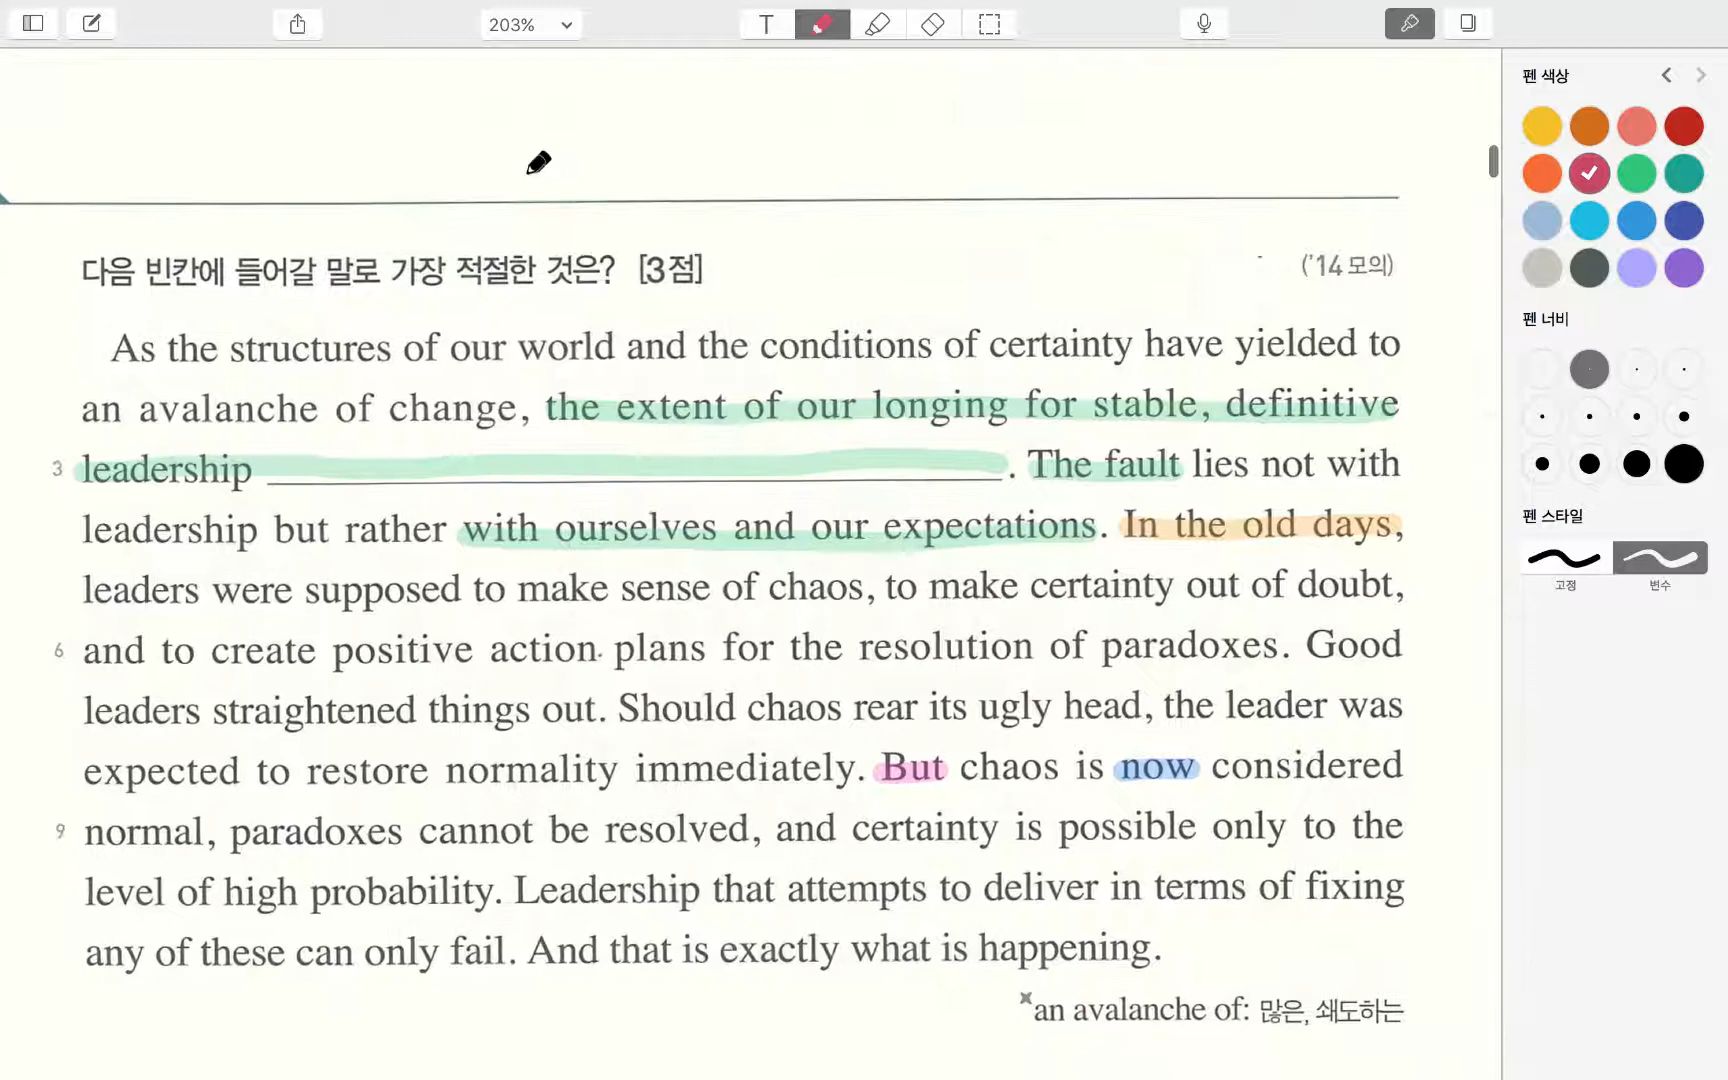 203%
T
펜 색상
다음 빈칸에 들어갈 말로 가장 적절한 것은? [3점]
('14 모의)
As the structures of our world and the conditions of certainty have yielded to
an avalanche of change, the extent of our longing for stable, definitive
3 leadership ____________. The fault lies not with
leadership but rather with ourselves and our expectations. In the old days,
leaders were supposed to make sense of chaos, to make certainty out of doubt,
6 and to create positive action plans for the resolution of paradoxes. Good
leaders straightened things out. Should chaos rear its ugly head, the leader was
expected to restore normality immediately. But chaos is now considered
9 normal, paradoxes cannot be resolved, and certainty is possible only to the
level of high probability. Leadership that attempts to deliver in terms of fixing
any of these can only fail. And that is exactly what is happening.
*an avalanche of: 많은, 쇄도하는
펜 너비
펜 스타일
고정
변수